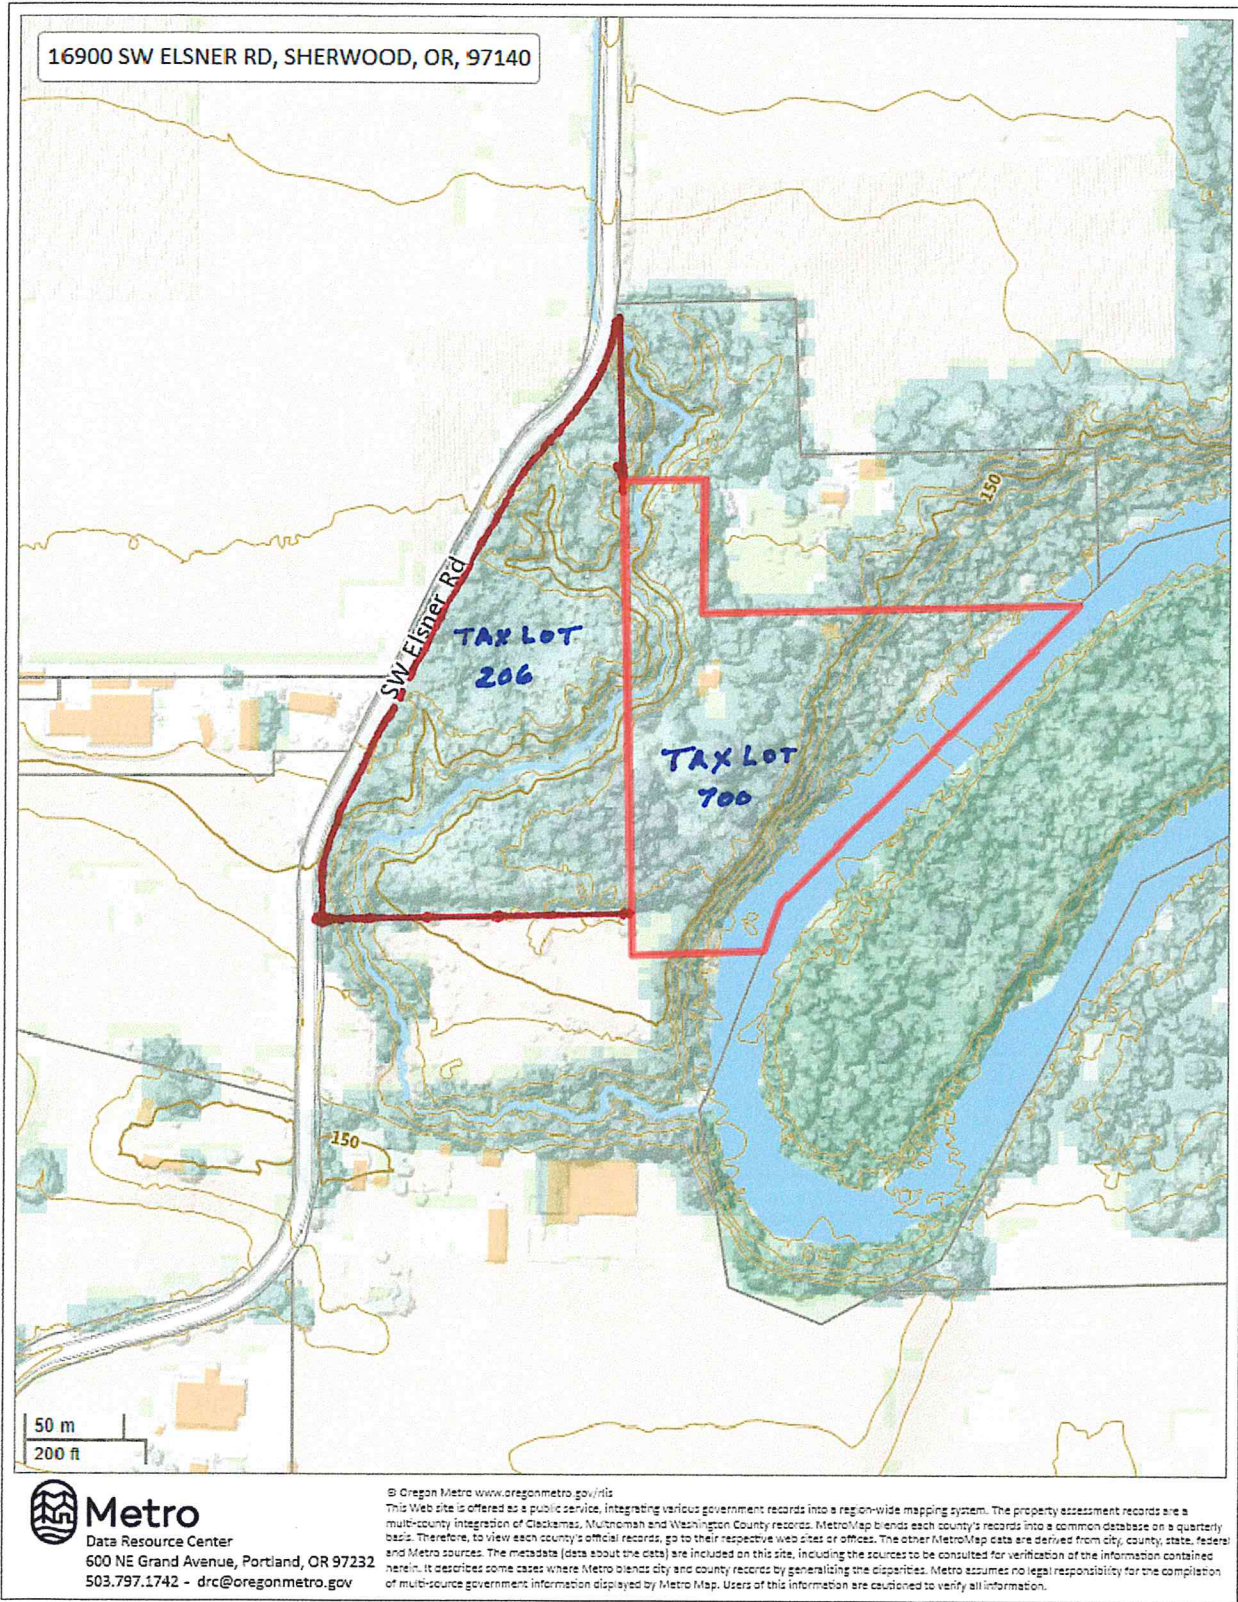 16900 SW ELSNER RD, SHERWOOD, OR, 97140
150
SW Elsner Rd
TAX LOT
206
TAX LOT
700
150
50 m
200 ft
Metro
Data Resource Center
600 NE Grand Avenue, Portland, OR 97232
503.797.1742 - drc@oregonmetro.gov
© Oregon Metro www.oregonmetro.gov/rlis
This Web site is offered as a public service, integrating various government records into a region-wide mapping system. The property assessment records are a
multi-county integration of Clackamas, Multnomah and Washington County records. MetroMap blends each county's records into a common database on a quarterly
basis. Therefore, to view each county's official records, go to their respective web sites or offices. The other MetroMap data are derived from city, county, state, federal
and Metro sources. The metadata (data about the data) are included on this site, including the sources to be consulted for verification of the information contained
herein. It describes some cases where Metro blends city and county records by generalizing the disparities. Metro assumes no legal responsibility for the compilation
of multi-source government information displayed by Metro Map. Users of this information are cautioned to verify all information.